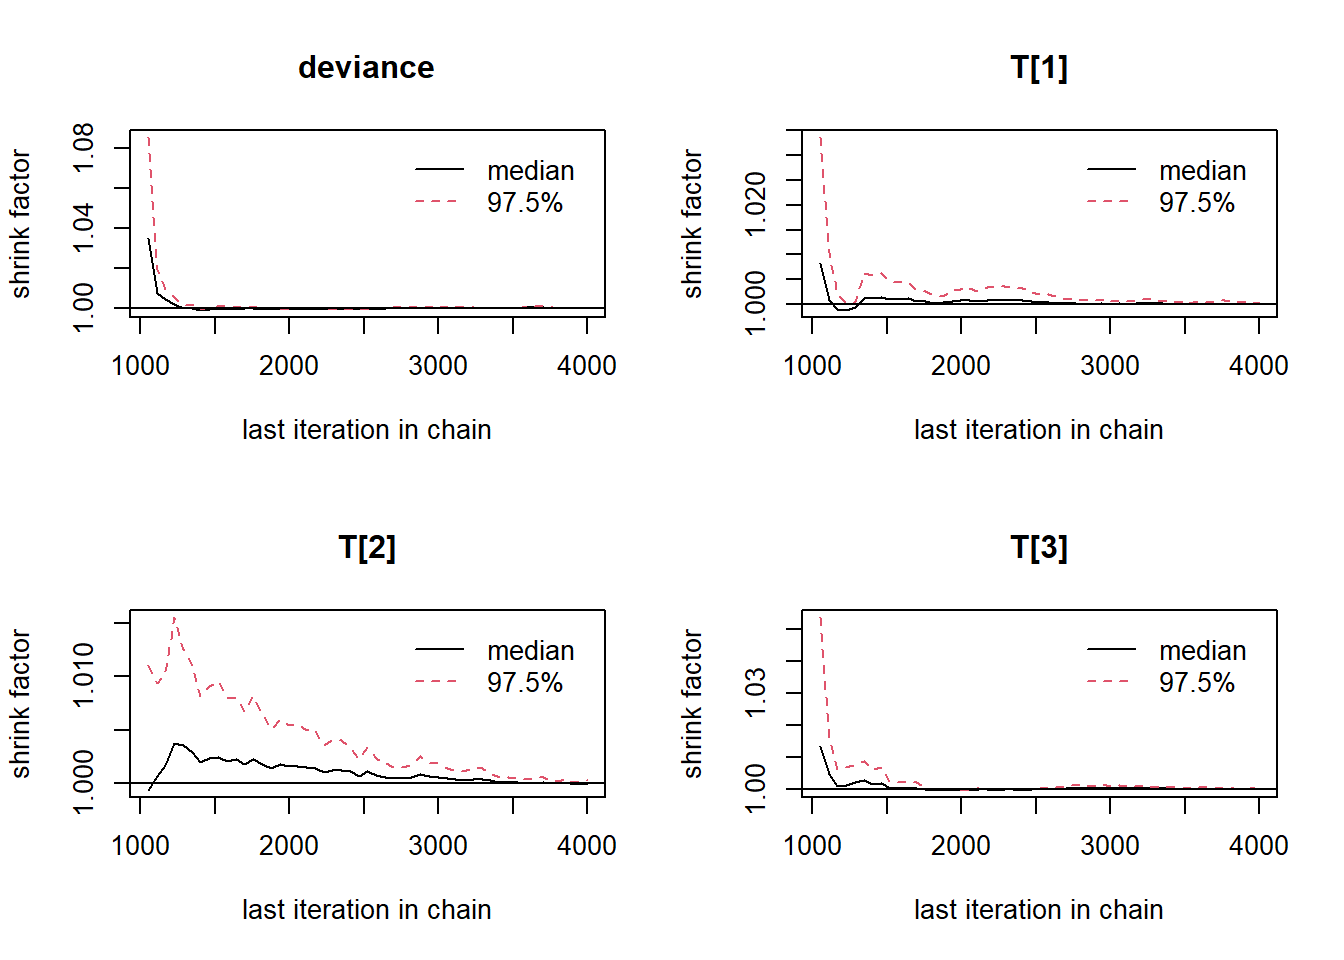 deviance
shrink factor
1.00 1.04 1.08
median
97.5%
1000 2000 3000 4000
last iteration in chain
T[1]
shrink factor
1.000 1.020
median
97.5%
1000 2000 3000 4000
last iteration in chain
T[2]
shrink factor
1.000 1.010
median
97.5%
1000 2000 3000 4000
last iteration in chain
T[3]
shrink factor
1.00 1.03
median
97.5%
1000 2000 3000 4000
last iteration in chain